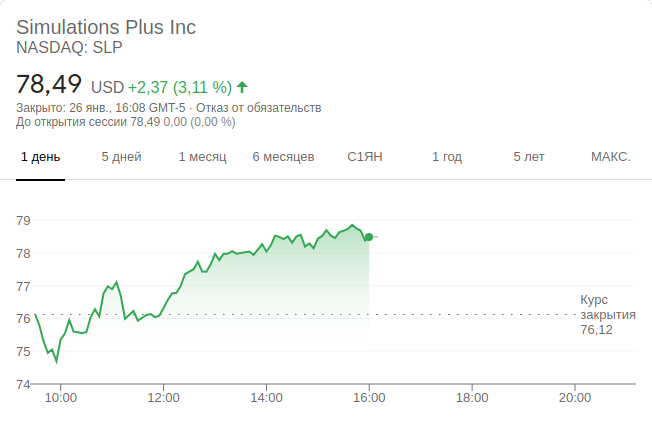 Simulations Plus Inc
NASDAQ: SLP
78,49 USD +2,37 (3,11 %)
Закрыто: 26 янв., 16:08 GMT-5 · Отказ от обязательств
До открытия сессии 78,49 0,00 (0,00 %)
1 день 5 дней 1 месяц 6 месяцев С1ЯН 1 год 5 лет МАКС.
79
78
77
76
75
74
Курс
закрытия
76,12
10:00 12:00 14:00 16:00 18:00 20:00